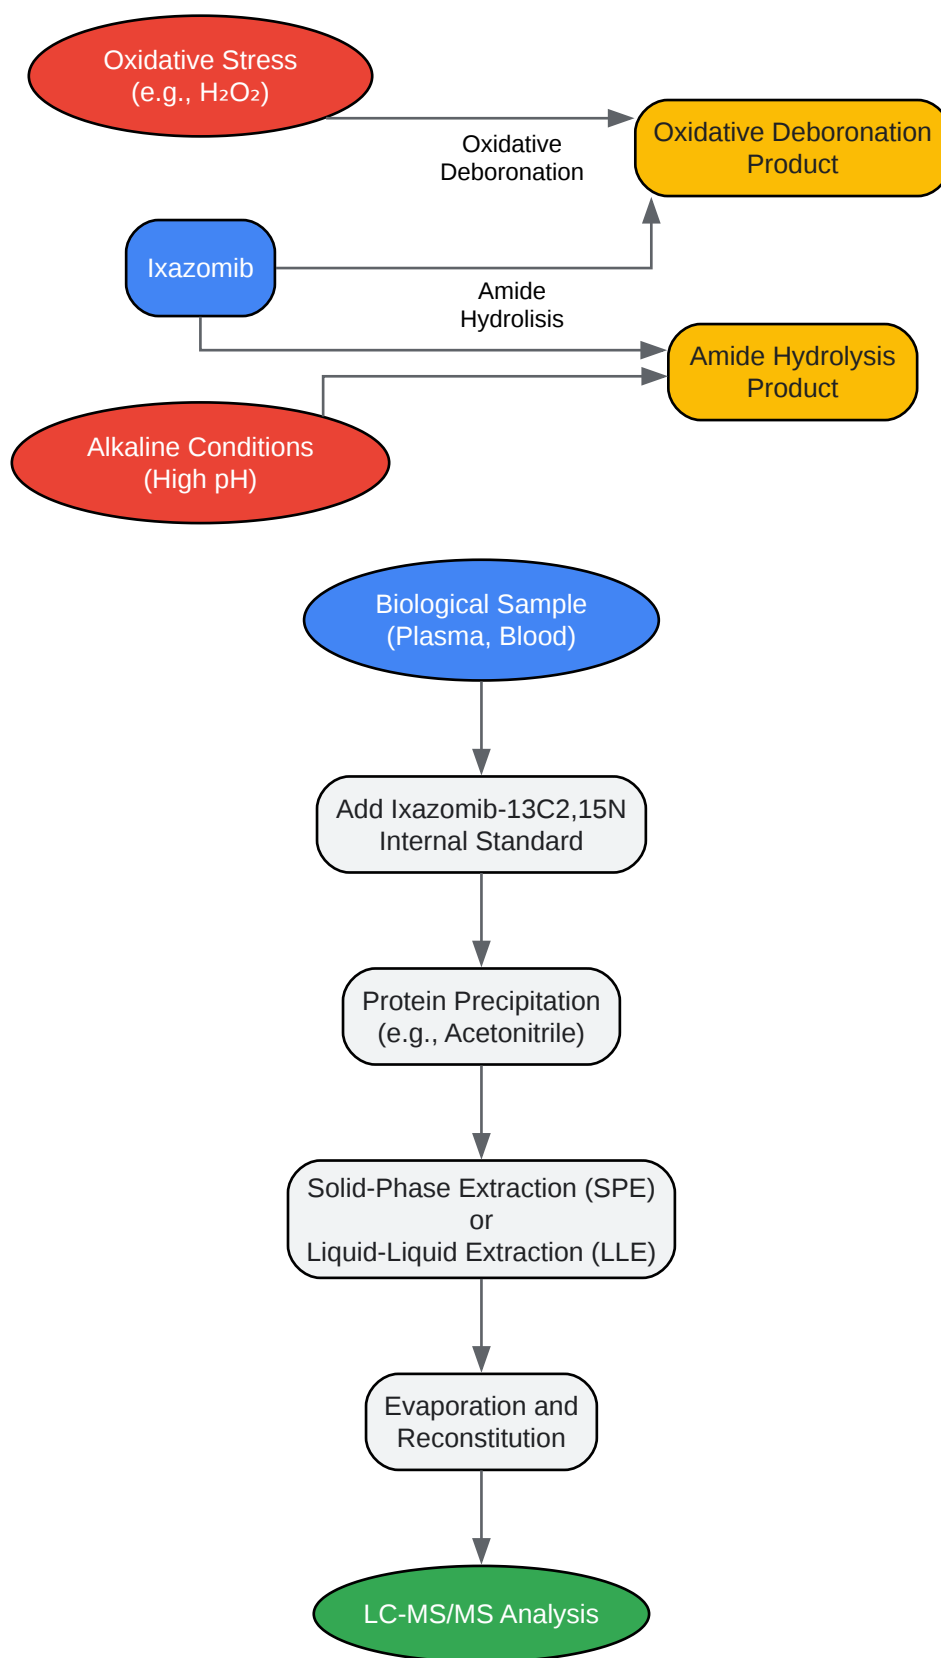 Oxidative Stress
(e.g., H₂O₂)
Oxidative Deboronation
Product
Oxidative
Deboronation
Ixazomib
Amide
Hydrolisis
Amide Hydrolysis
Product
Alkaline Conditions
(High pH)
Biological Sample
(Plasma, Blood)
Add Ixazomib-13C2,15N
Internal Standard
Protein Precipitation
(e.g., Acetonitrile)
Solid-Phase Extraction (SPE)
or
Liquid-Liquid Extraction (LLE)
Evaporation and
Reconstitution
LC-MS/MS Analysis